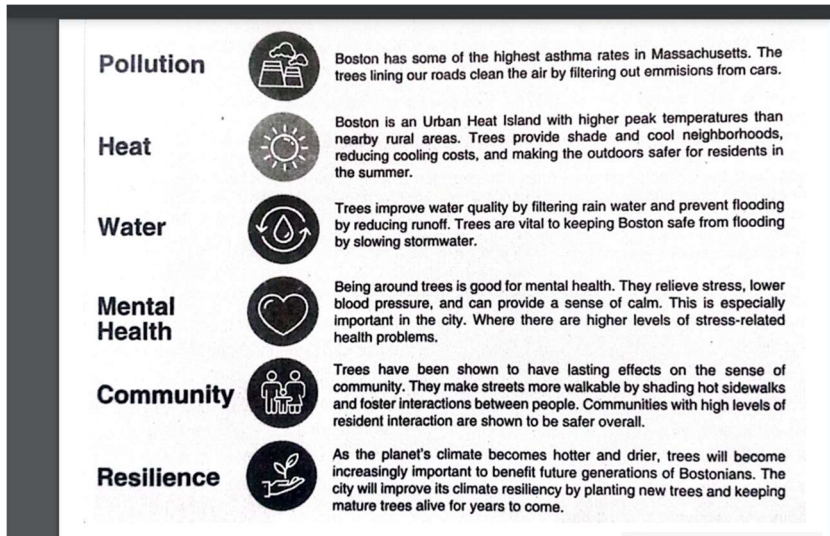 Pollution
Boston has some of the highest asthma rates in Massachusetts. The
trees lining our roads clean the air by filtering out emmisions from cars.
Heat
Boston is an Urban Heat Island with higher peak temperatures than
nearby rural areas. Trees provide shade and cool neighborhoods,
reducing cooling costs, and making the outdoors safer for residents in
the summer.
Water
Trees improve water quality by filtering rain water and prevent flooding
by reducing runoff. Trees are vital to keeping Boston safe from flooding
by slowing stormwater.
Mental
Health
Being around trees is good for mental health. They relieve stress, lower
blood pressure, and can provide a sense of calm. This is especially
important in the city. Where there are higher levels of stress-related
health problems.
Community
Trees have been shown to have lasting effects on the sense of
community. They make streets more walkable by shading hot sidewalks
and foster interactions between people. Communities with high levels of
resident interaction are shown to be safer overall.
Resilience
As the planet's climate becomes hotter and drier, trees will become
increasingly important to benefit future generations of Bostonians. The
city will improve its climate resiliency by planting new trees and keeping
mature trees alive for years to come.